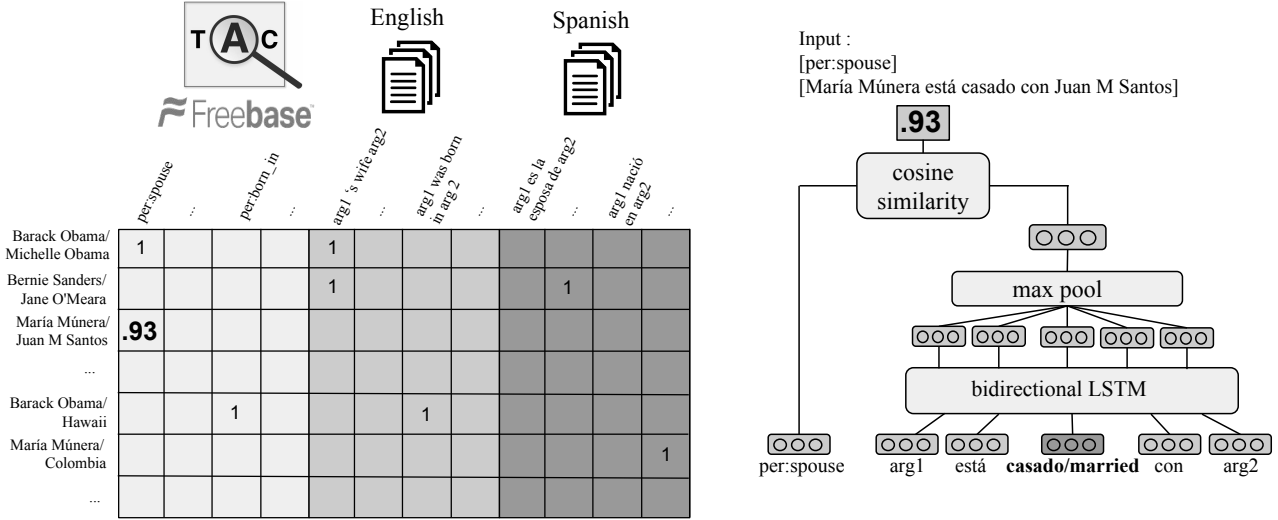 TAC
Freebase
English
Spanish
per:spouse
...
per:born_in
...
arg1 ‘s wife arg2
...
arg1 was born
in arg 2
...
arg1 es la
esposa de arg2
...
arg1 nació
en arg2
...
Barack Obama/
Michelle Obama
1
1
Bernie Sanders/
Jane O'Meara
1
1
María Múnera/
Juan M Santos
.93
...
Barack Obama/
Hawaii
1
1
María Múnera/
Colombia
1
...
Input :
[per:spouse]
[María Múnera está casado con Juan M Santos]
.93
cosine
similarity
max pool
bidirectional LSTM
per:spouse arg1 está casado/married con arg2